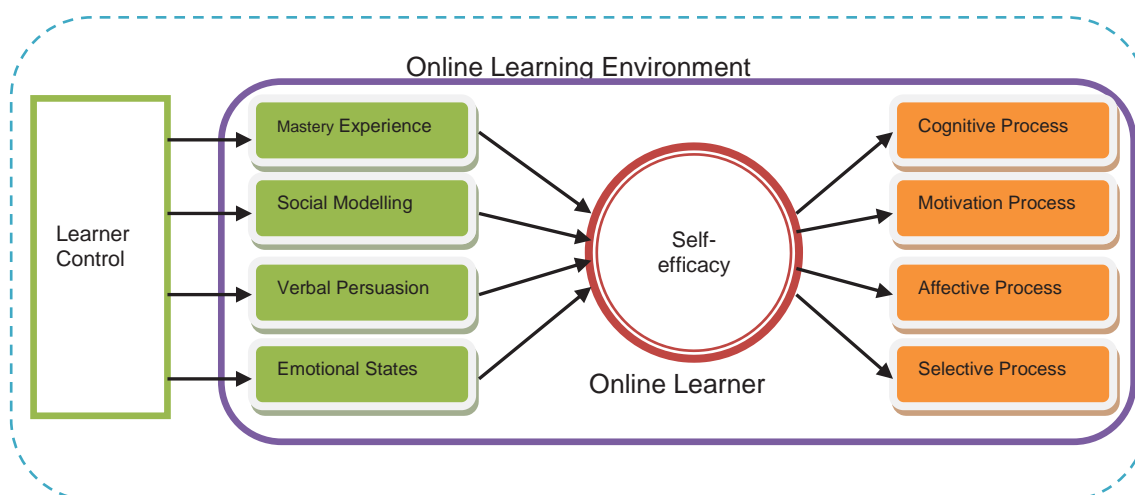 Online Learning Environment
Learner
Control
Mastery Experience
Social Modelling
Verbal Persuasion
Emotional States
Self-
efficacy
Online Learner
Cognitive Process
Motivation Process
Affective Process
Selective Process